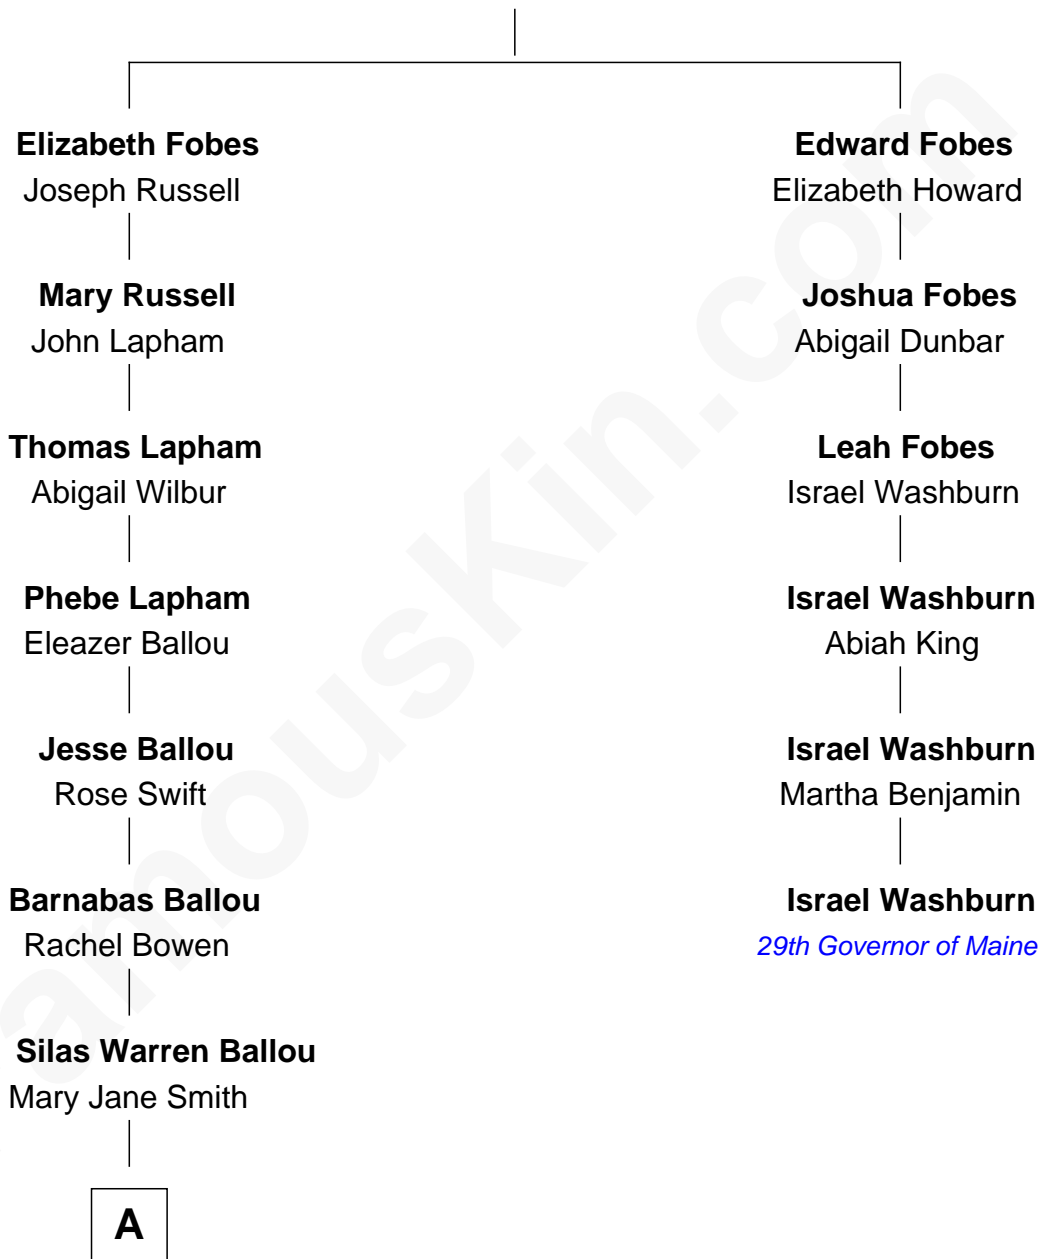 Elizabeth Fobes
Joseph Russell
Mary Russell
John Lapham
Thomas Lapham
Abigail Wilbur
Phebe Lapham
Eleazer Ballou
Jesse Ballou
Rose Swift
Barnabas Ballou
Rachel Bowen
Silas Warren Ballou
Mary Jane Smith
A
Edward Fobes
Elizabeth Howard
Joshua Fobes
Abigail Dunbar
Leah Fobes
Israel Washburn
Israel Washburn
Abiah King
Israel Washburn
Martha Benjamin
Israel Washburn
29th Governor of Maine
amouskin.com